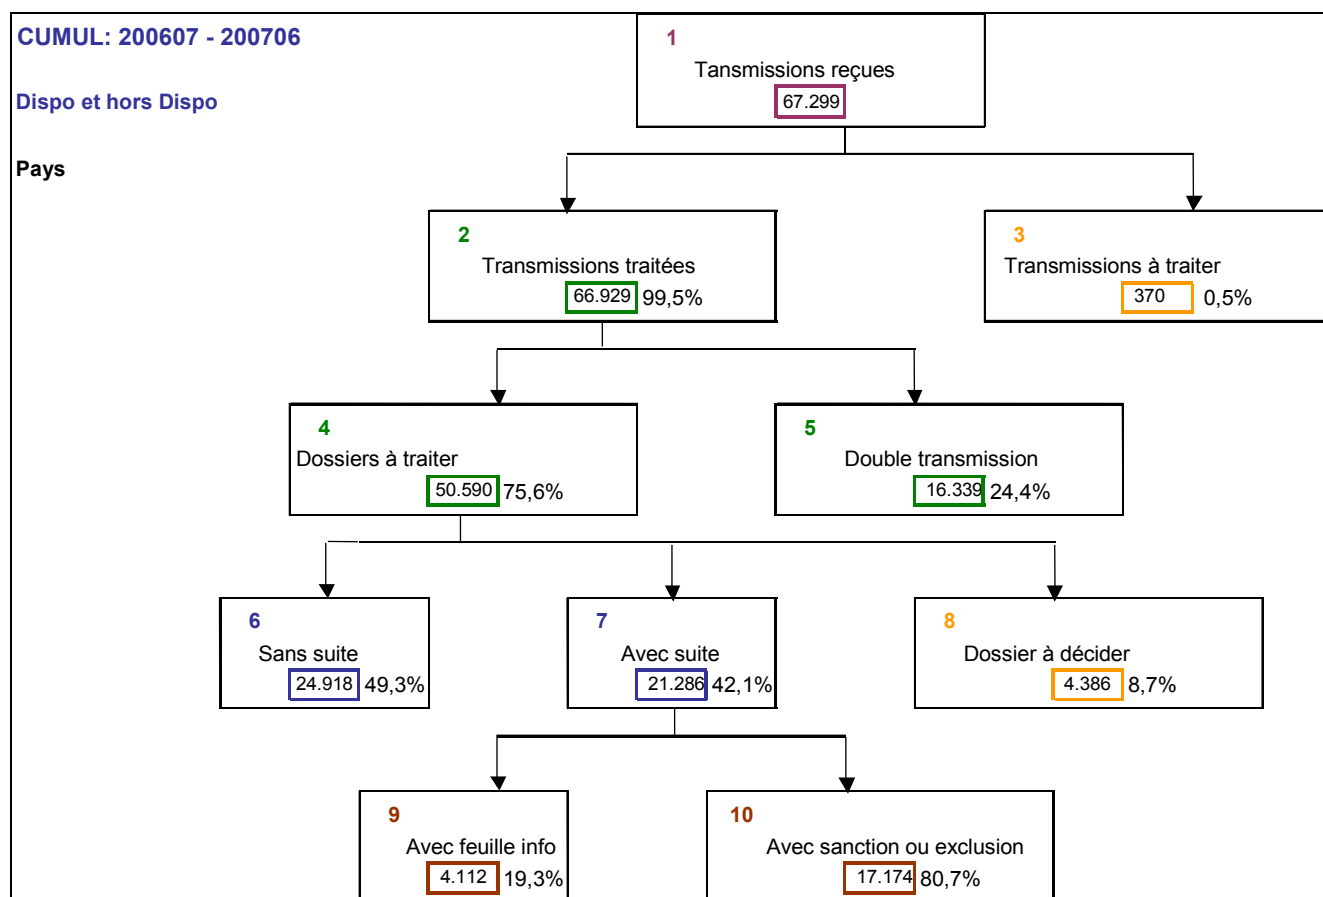 CUMUL: 200607 - 200706
Dispo et hors Dispo
Pays
1
Tansmissions reçues
67.299
2
Transmissions traitées
66.929 99,5%
3
Transmissions à traiter
370 0,5%
4
Dossiers à traiter
50.590 75,6%
5
Double transmission
16.339 24,4%
6
Sans suite
24.918 49,3%
7
Avec suite
21.286 42,1%
8
Dossier à décider
4.386 8,7%
9
Avec feuille info
4.112 19,3%
10
Avec sanction ou exclusion
17.174 80,7%